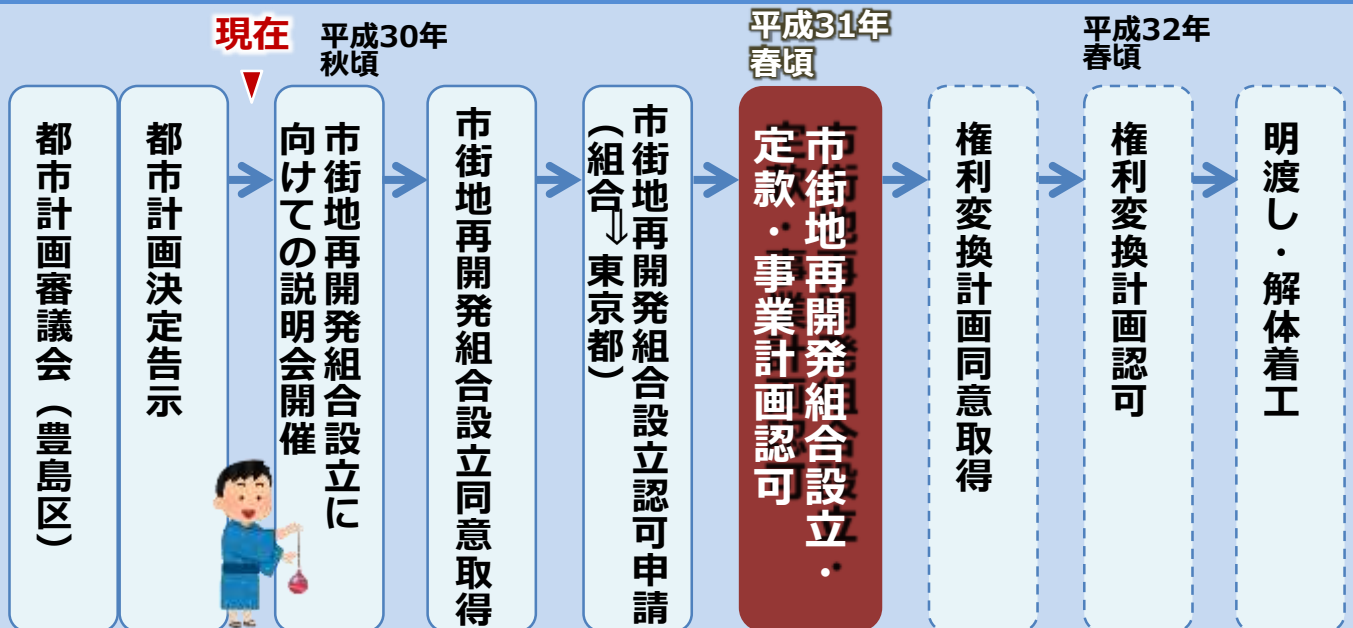 現在
平成30年
秋頃
平成31年
春頃
平成32年
春頃
都市計画審議会（豊島区）
都市計画決定告示
市街地再開発組合設立に
向けての説明会開催
市街地再開発組合設立同意取得
市街地再開発組合設立認可申請
（組合⇒東京都）
市街地再開発組合設立・
定款・事業計画認可
権利変換計画同意取得
権利変換計画認可
明渡し・解体着工